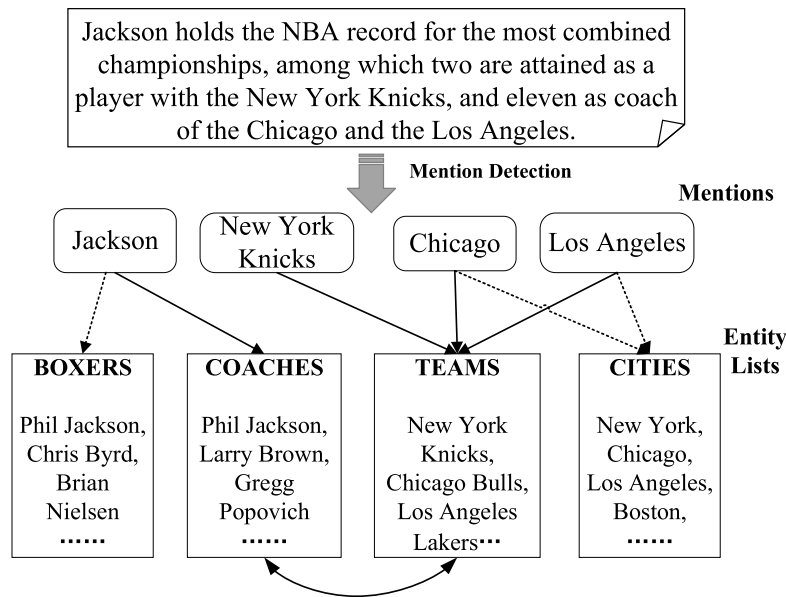 Jackson holds the NBA record for the most combined
championships, among which two are attained as a
player with the New York Knicks, and eleven as coach
of the Chicago and the Los Angeles.
Mention Detection
Mentions
Jackson
New York
Knicks
Chicago
Los Angeles
Entity
Lists
BOXERS
Phil Jackson,
Chris Byrd,
Brian
Nielsen
......
COACHES
Phil Jackson,
Larry Brown,
Gregg
Popovich
......
TEAMS
New York
Knicks,
Chicago Bulls,
Los Angeles
Lakers...
CITIES
New York,
Chicago,
Los Angeles,
Boston,
......